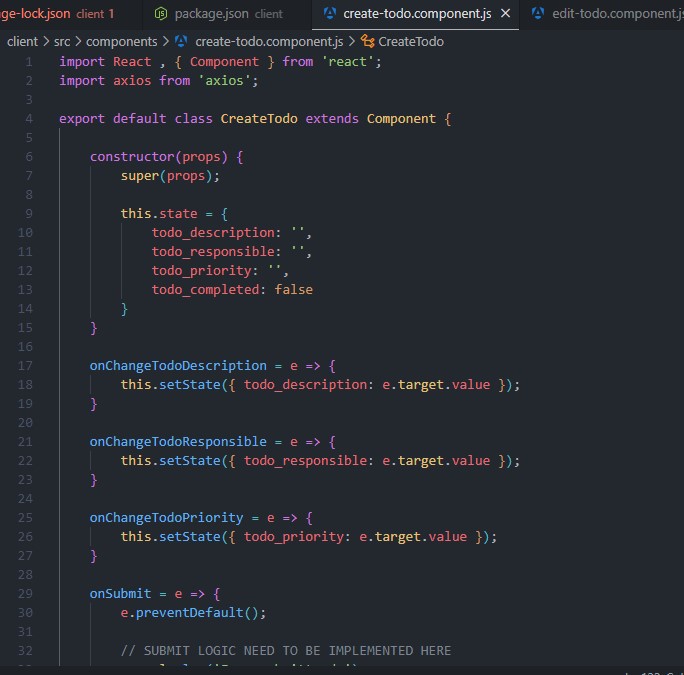 ge-lock.json client 1 package.json client create-todo.component.js × edit-todo.component.js
client > src > components > create-todo.component.js > CreateTodo
1 import React , { Component } from 'react';
2 import axios from 'axios';
3
4 export default class CreateTodo extends Component {
5
6 constructor(props) {
7 super(props);
8
9 this.state = {
10 todo_description: '',
11 todo_responsible: '',
12 todo_priority: '',
13 todo_completed: false
14 }
15 }
16
17 onChangeTodoDescription = e => {
18 this.setState({ todo_description: e.target.value });
19 }
20
21 onChangeTodoResponsible = e => {
22 this.setState({ todo_responsible: e.target.value });
23 }
24
25 onChangeTodoPriority = e => {
26 this.setState({ todo_priority: e.target.value });
27 }
28
29 onSubmit = e => {
30 e.preventDefault();
31
32 // SUBMIT LOGIC NEED TO BE IMPLEMENTED HERE